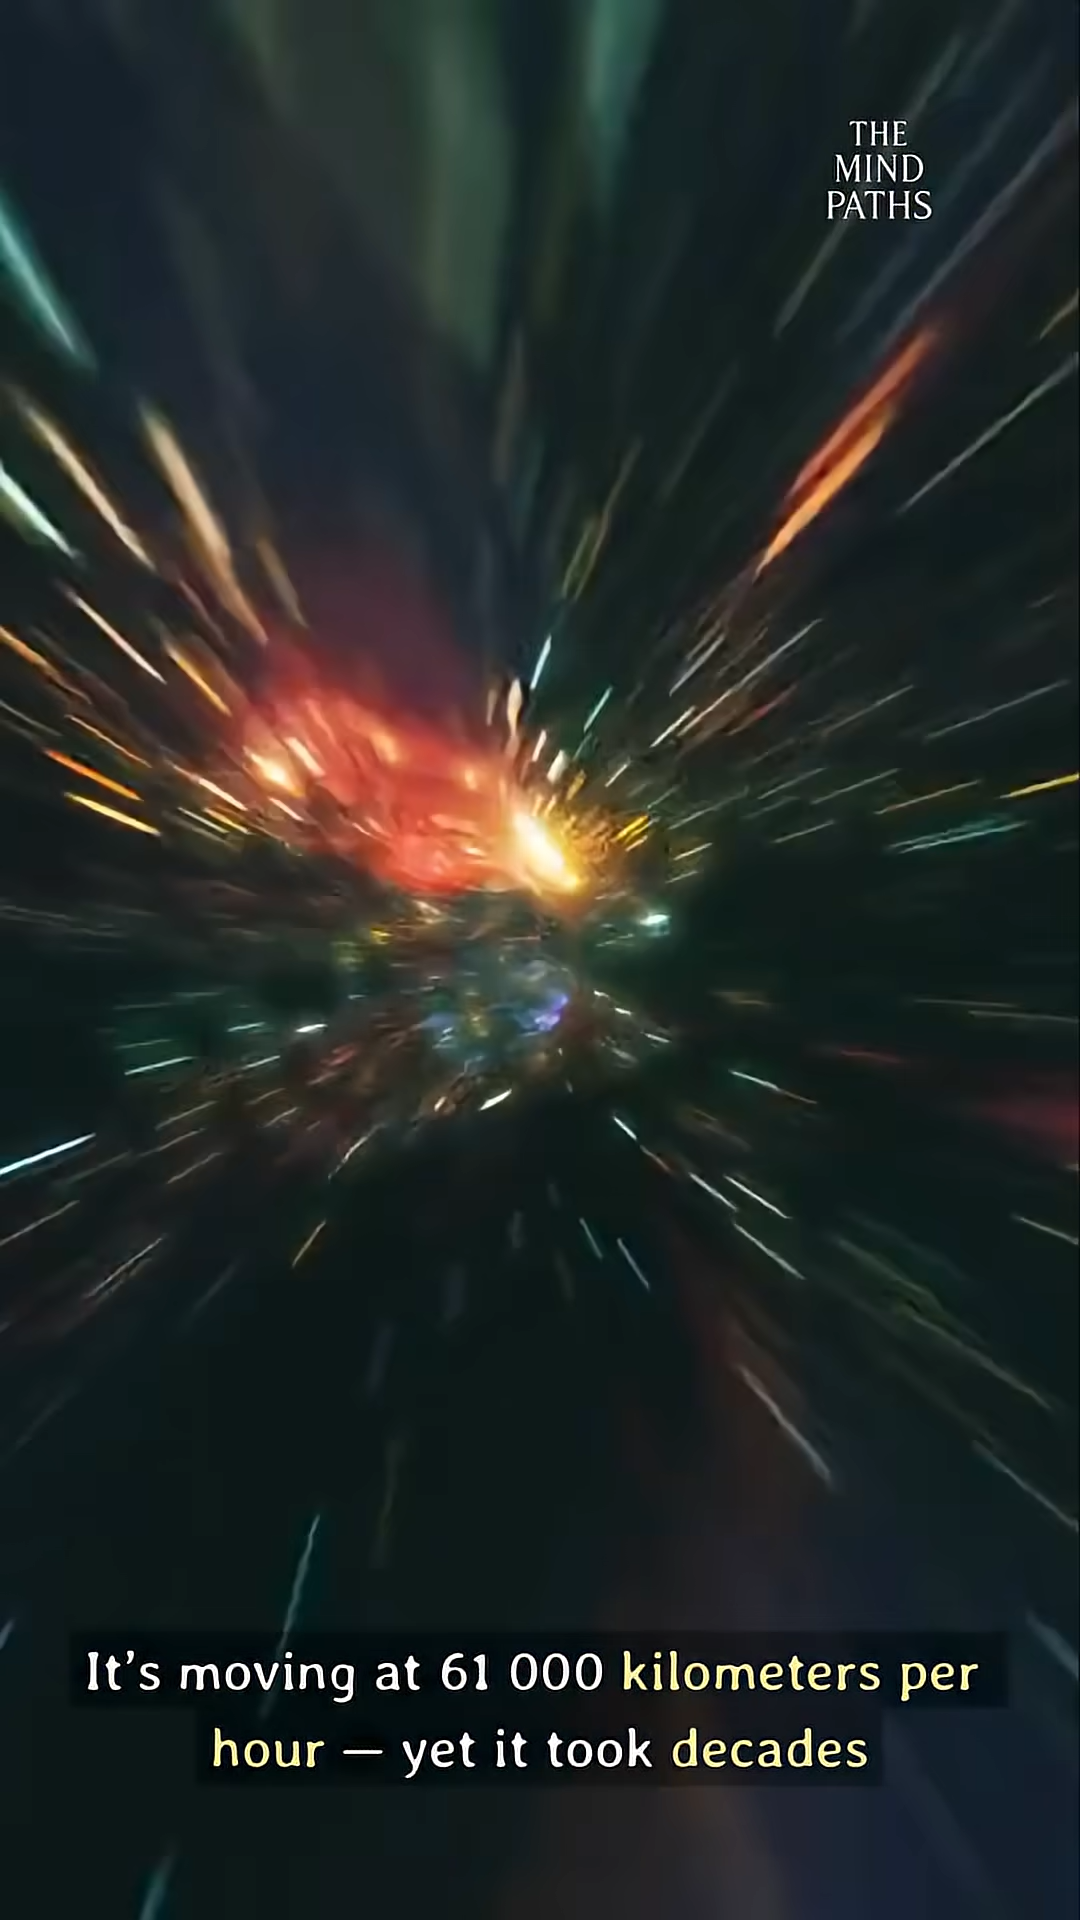 THE
MIND
PATHS
It's moving at 61 000 kilometers per
hour — yet it took decades